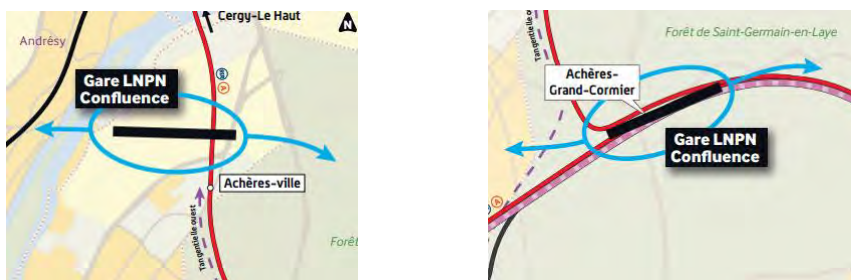 Cergy-Le Haut
N
Andrésy
Gare LNPN
Confluence
A
Achères-ville
Tangentielle ouest
Forêt
Tangentielle ou
Forêt de Saint-Germain-en-Laye
Achères-
Grand-Cormier
Gare LNPN
Confluence
A